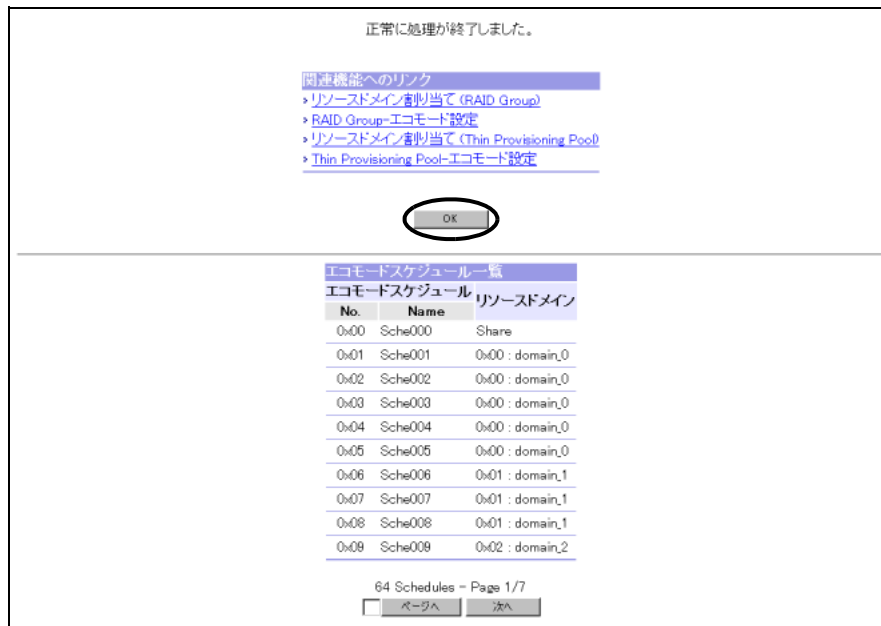 正常に処理が終了しました。
関連機能へのリンク
リソースドメイン割り当て (RAID Group)
RAID Group-エコモード設定
リソースドメイン割り当て (Thin Provisioning Pool)
Thin Provisioning Pool-エコモード設定
OK
エコモードスケジュール一覧
エコモードスケジュール リソースドメイン
No. Name
0x00 Sche000 Share
0x01 Sche001 0x00 : domain_0
0x02 Sche002 0x00 : domain_0
0x03 Sche003 0x00 : domain_0
0x04 Sche004 0x00 : domain_0
0x05 Sche005 0x00 : domain_0
0x06 Sche006 0x01 : domain_1
0x07 Sche007 0x01 : domain_1
0x08 Sche008 0x01 : domain_1
0x09 Sche009 0x02 : domain_2
64 Schedules - Page 1/7
ページへ 次へ